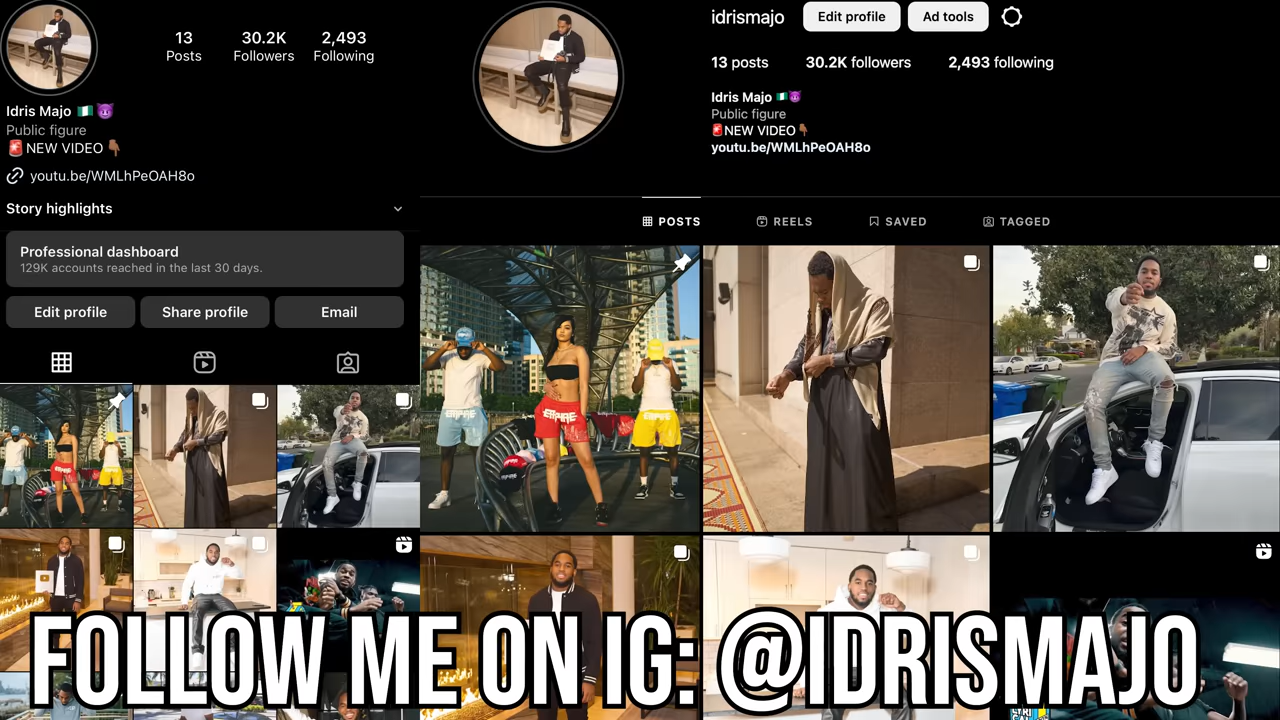 13
Posts
30.2K
Followers
2,493
Following
Idris Majo 🇳🇬😈
Public figure
🚨NEW VIDEO👇🏾
youtu.be/WMLhPeOAH8o
Story highlights
Professional dashboard
129K accounts reached in the last 30 days.
Edit profile
Share profile
Email
idrismajo
Edit profile
Ad tools
13 posts
30.2K followers
2,493 following
Idris Majo 🇳🇬😈
Public figure
🚨NEW VIDEO👇🏾
youtu.be/WMLhPeOAH8o
POSTS
REELS
SAVED
TAGGED
EMPIRE
FOLLOW ME ON IG: @IDRISMAJO